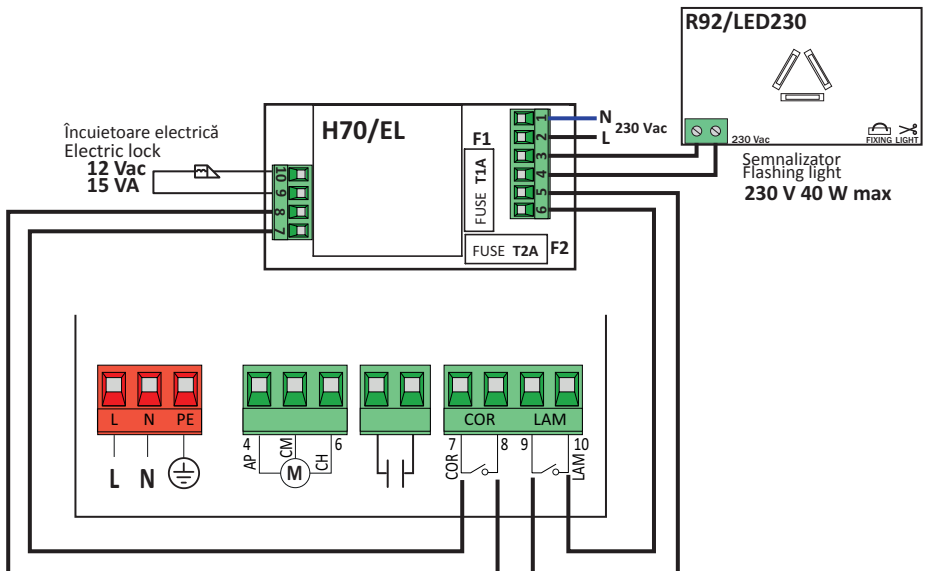 R92/LED230
230 Vac
FIXING LIGHT
Semnalizator
Flashing light
230 V 40 W max
Încuietoare electrică
Electric lock
12 Vac
15 VA
H70/EL
10
9
8
7
F1
FUSE T1A
FUSE T2A F2
1
2
3
4
5
6
N
L
230 Vac
L N PE
L N
4 AP CM CH 6
M
COR LAM
7 8 9 10
COR LAM